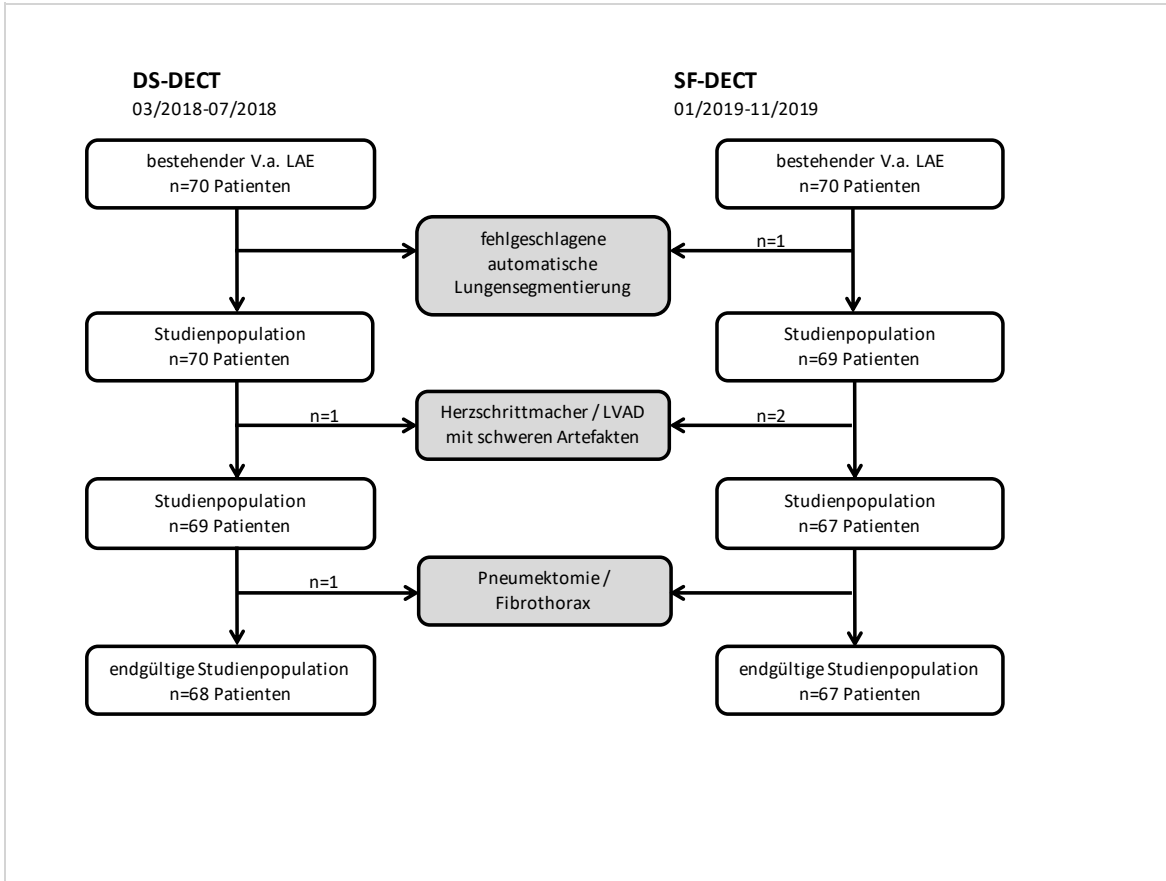 DS-DECT
03/2018-07/2018
SF-DECT
01/2019-11/2019
bestehender V.a. LAE
n=70 Patienten
bestehender V.a. LAE
n=70 Patienten
fehlgeschlagene
automatische
Lungensegmentierung
n=1
Studienpopulation
n=70 Patienten
Studienpopulation
n=69 Patienten
n=1
Herzschrittmacher / LVAD
mit schweren Artefakten
n=2
Studienpopulation
n=69 Patienten
Studienpopulation
n=67 Patienten
n=1
Pneumektomie /
Fibrothorax
endgültige Studienpopulation
n=68 Patienten
endgültige Studienpopulation
n=67 Patienten